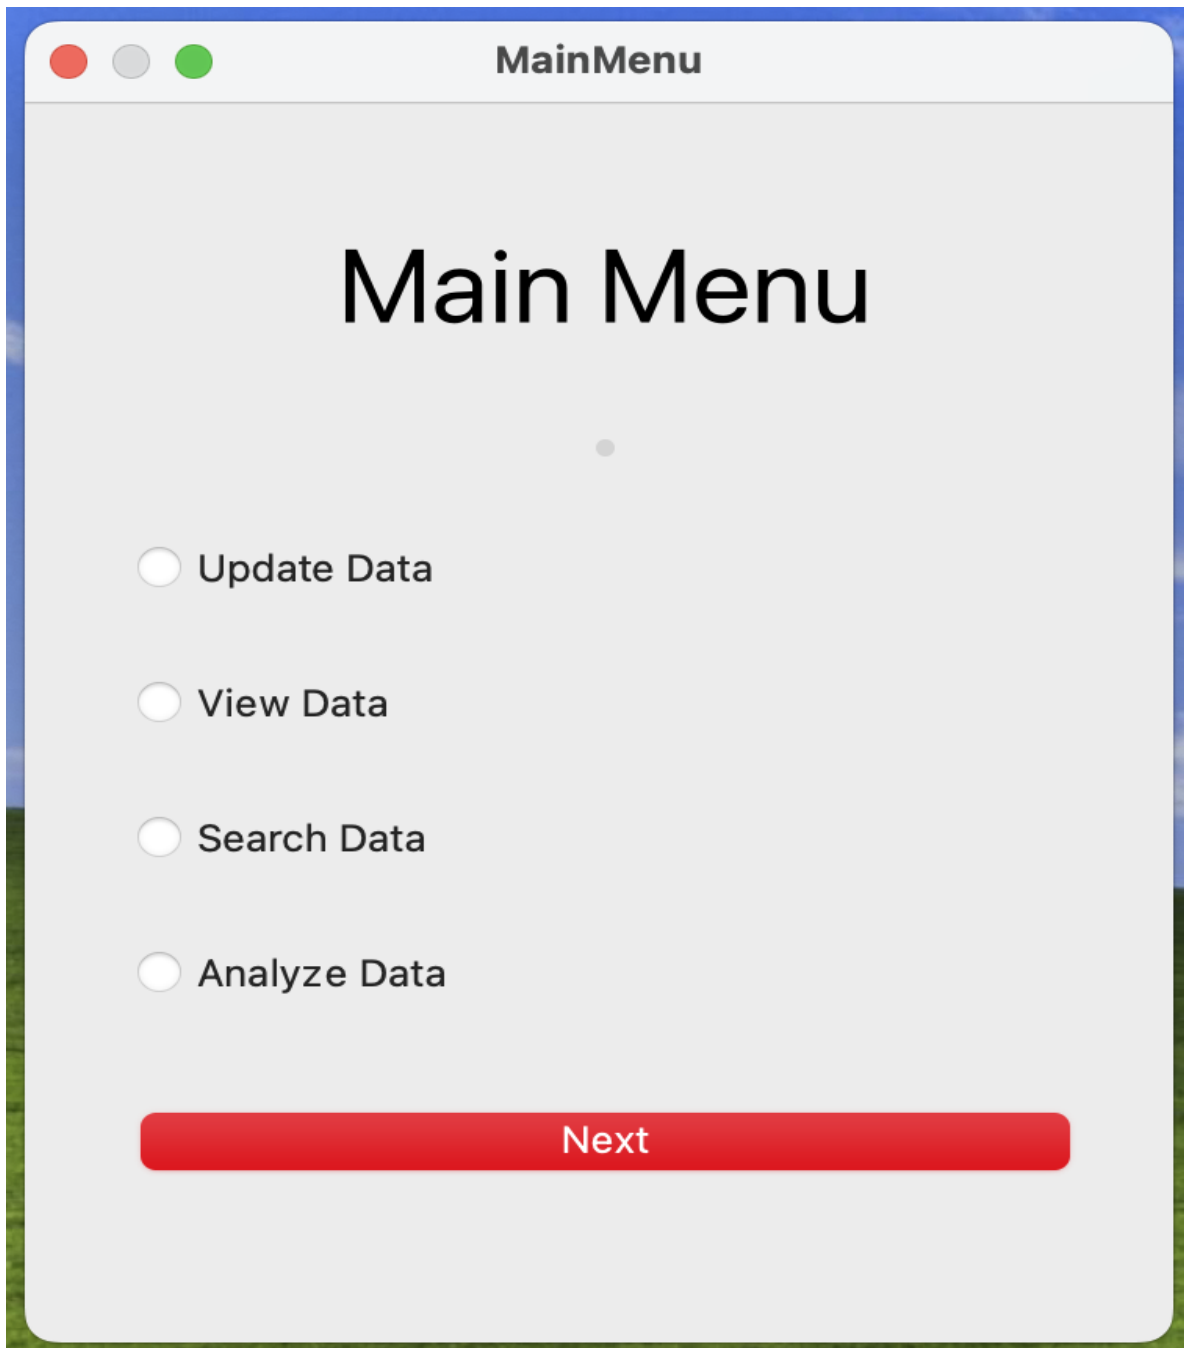 MainMenu
Main Menu
Update Data
View Data
Search Data
Analyze Data
Next